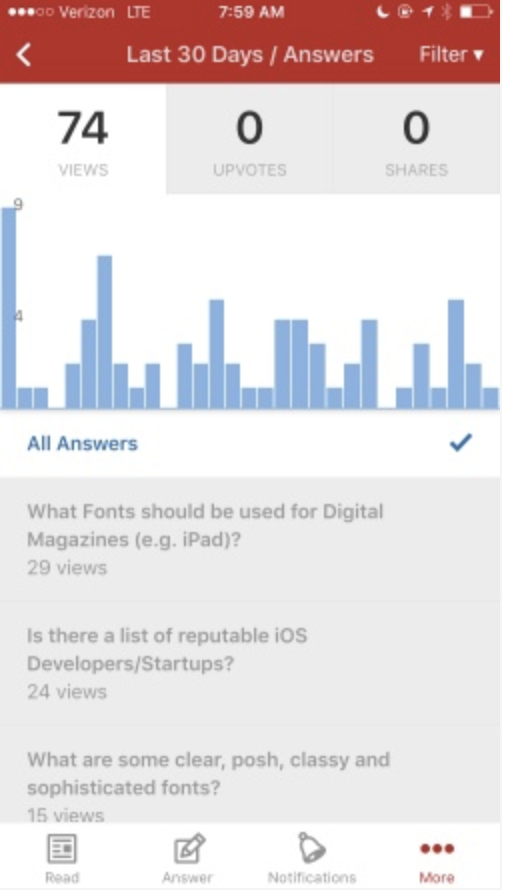 Verizon LTE 7:59 AM
Last 30 Days / Answers Filter ▾
74 0 0
VIEWS UPVOTES SHARES
9
4
All Answers
What Fonts should be used for Digital
Magazines (e.g. iPad)?
29 views
Is there a list of reputable iOS
Developers/Startups?
24 views
What are some clear, posh, classy and
sophisticated fonts?
15 views
Read Answer Notifications More